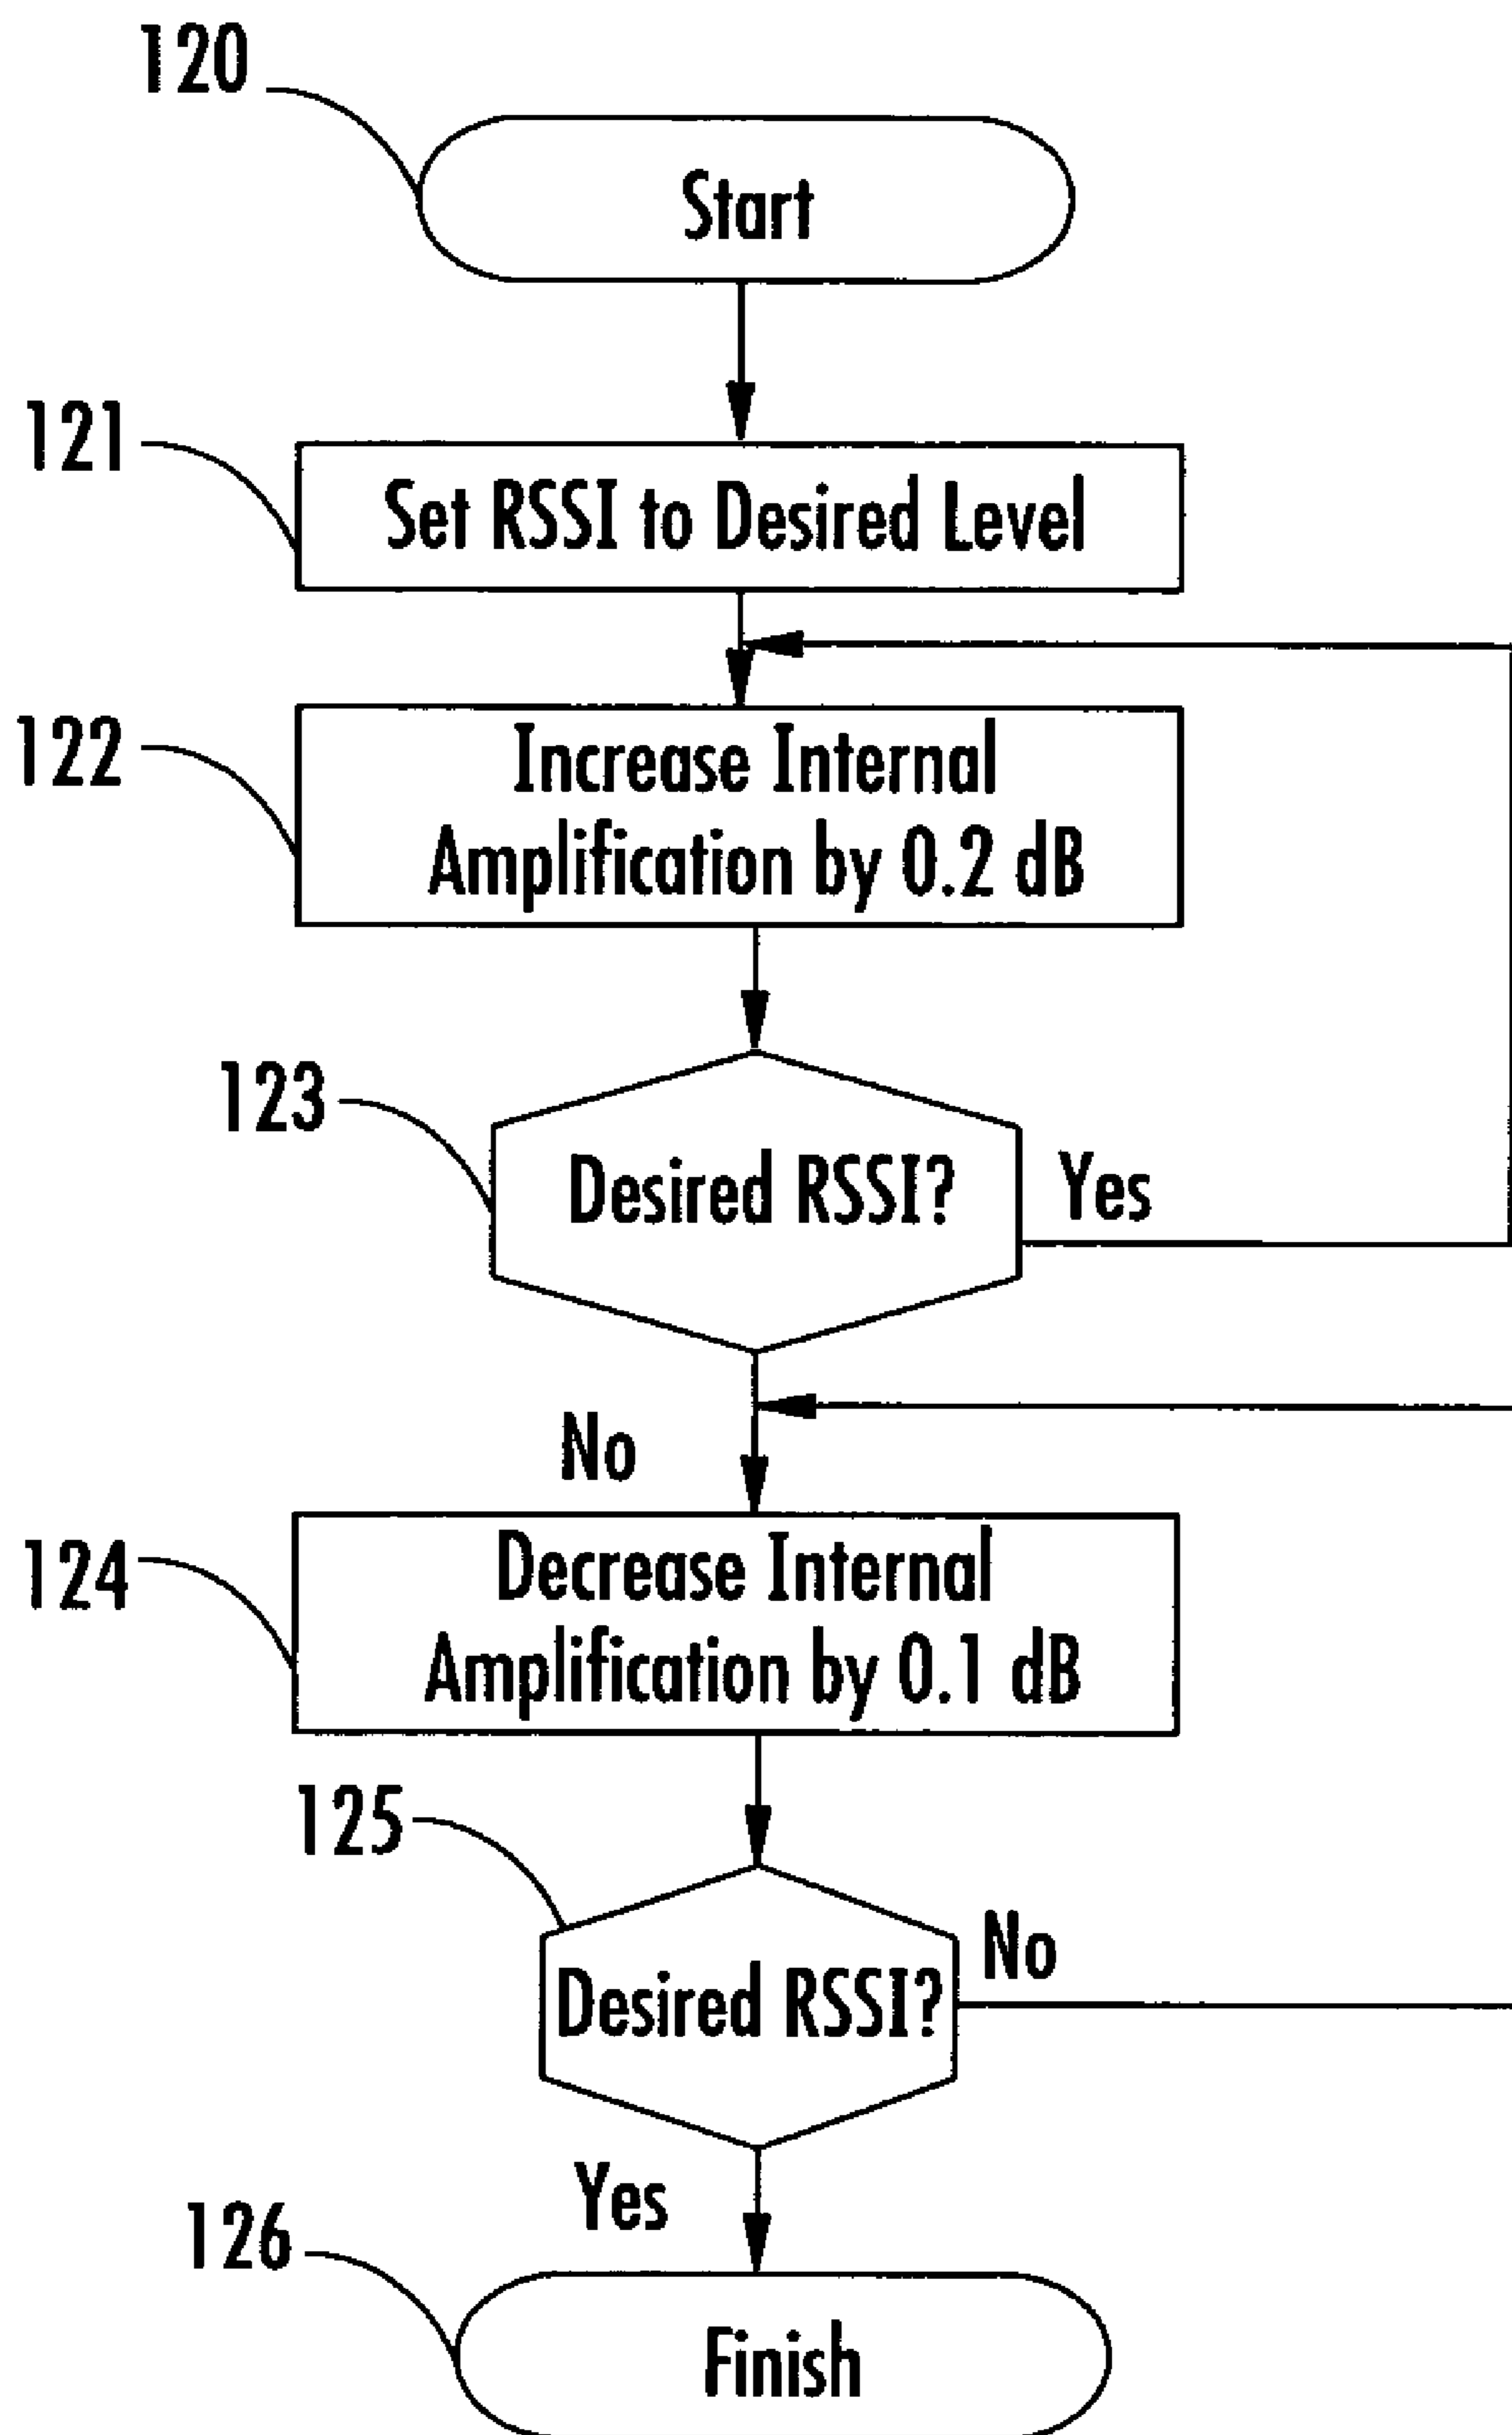 120
Start
121
Set RSSI to Desired Level
122
Increase Internal
Amplification by 0.2 dB
123
Desired RSSI?
Yes
No
124
Decrease Internal
Amplification by 0.1 dB
125
Desired RSSI?
No
Yes
126
Finish